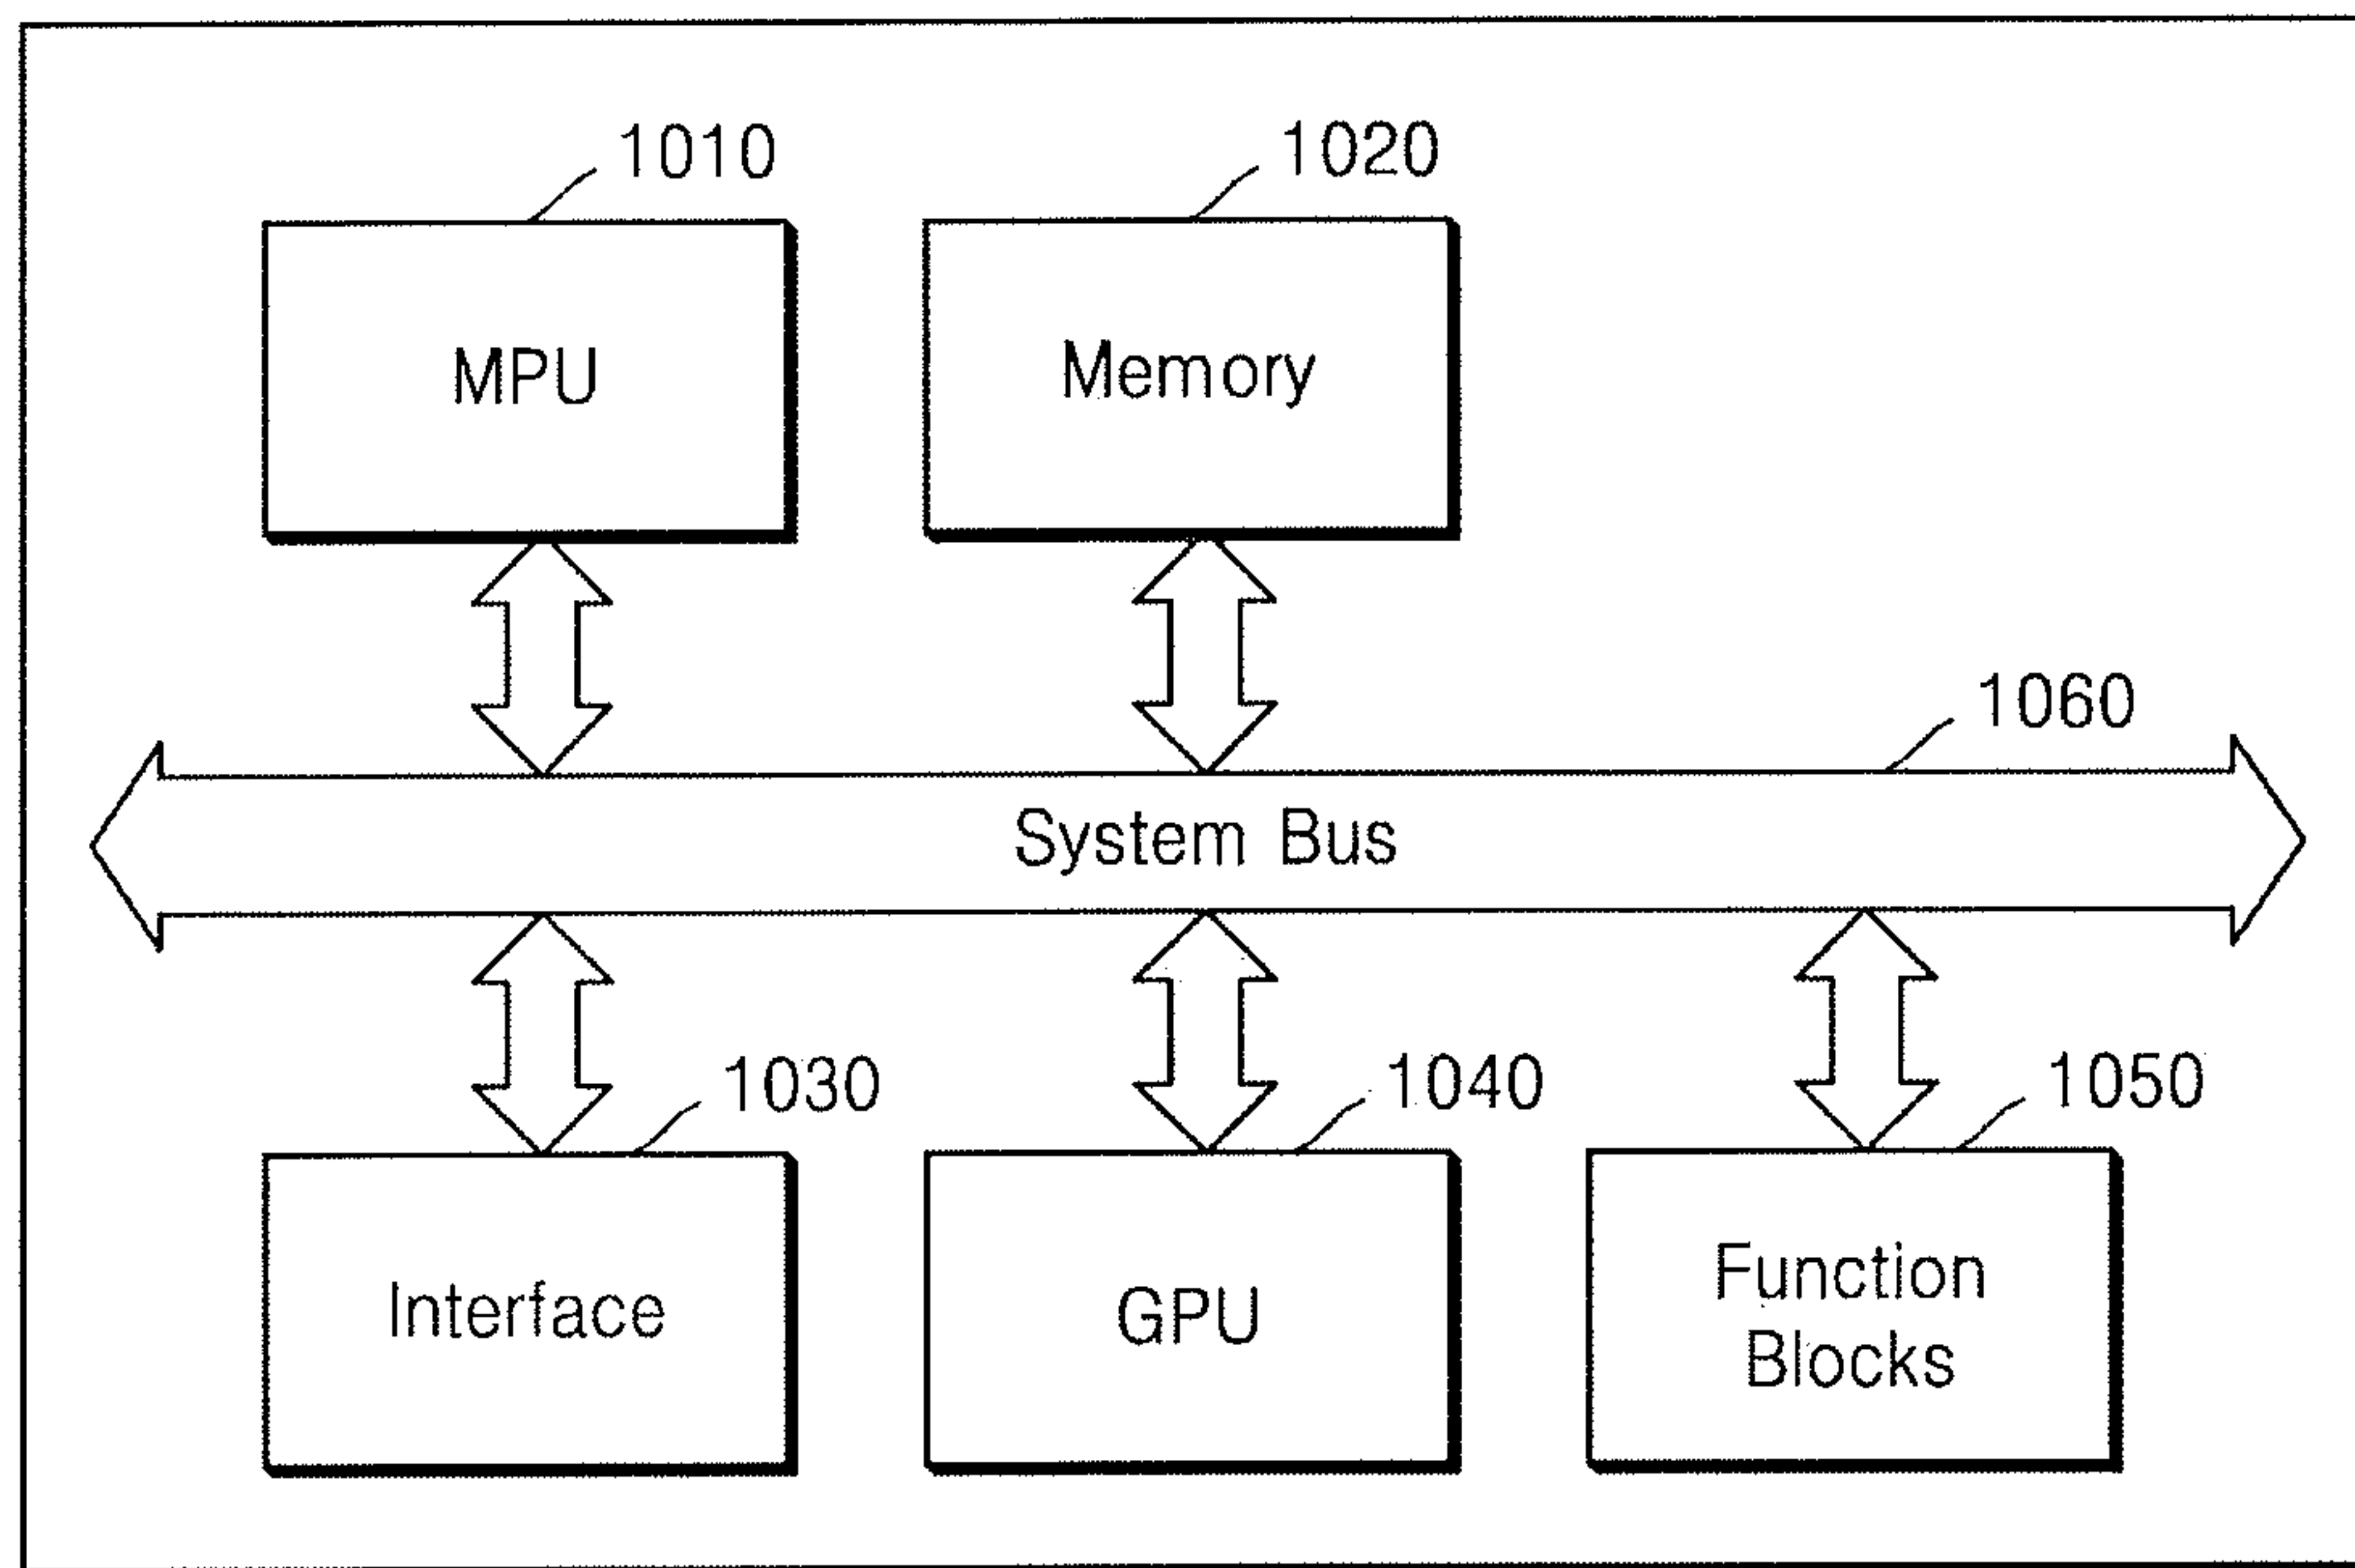 1010
1020
MPU
Memory
1060
System Bus
1030
1040
1050
Interface
GPU
Function
Blocks